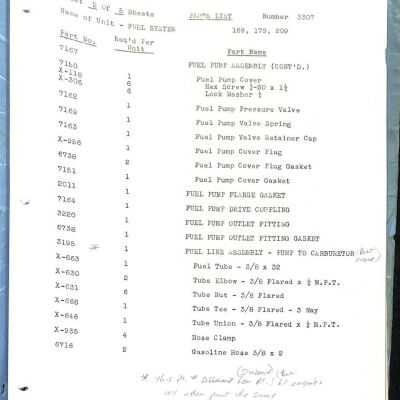 2 of 5 Sheets PARTS LIST Number 3307
Name of Unit - FUEL SYSTEM 169, 179, 209
Part No. Req'd Per Unit Part Name
7167 FUEL PUMP ASSEMBLY (CONT'D.)
7150 1 Fuel Pump Cover
X-118 6 Hex Screw ¼-20 x 1¾
X-306 6 Lock Washer ¼
7162 1 Fuel Pump Pressure Valve
7169 1 Fuel Pump Valve Spring
7163 1 Fuel Pump Valve Retainer Cap
X-956 1 Fuel Pump Cover Plug
6738 2 Fuel Pump Cover Plug Gasket
7151 1 Fuel Pump Cover Gasket
2011 1 FUEL PUMP FLANGE GASKET
7164 1 FUEL PUMP DRIVE COUPLING
3220 1 FUEL PUMP OUTLET FITTING
6738 1 FUEL PUMP OUTLET FITTING GASKET
3195 * 1 FUEL LINE ASSEMBLY - PUMP TO CARBURETOR (Port engine)
X-663 1 Fuel Tube - 3/8 x 32
X-630 2 Tube Elbow - 3/8 Flared x ¼ M.P.T.
X-631 6 Tube Nut - 3/8 Flared
X-668 1 Tube Tee - 3/8 Flared - 3 Way
X-646 1 Tube Union - 3/8 Flared x ¼ M.P.T.
X-935 4 Hose Clamp
6716 2 Gasoline Hose 3/8 x 2
* this Pt. # Different for
engines
all other part the same